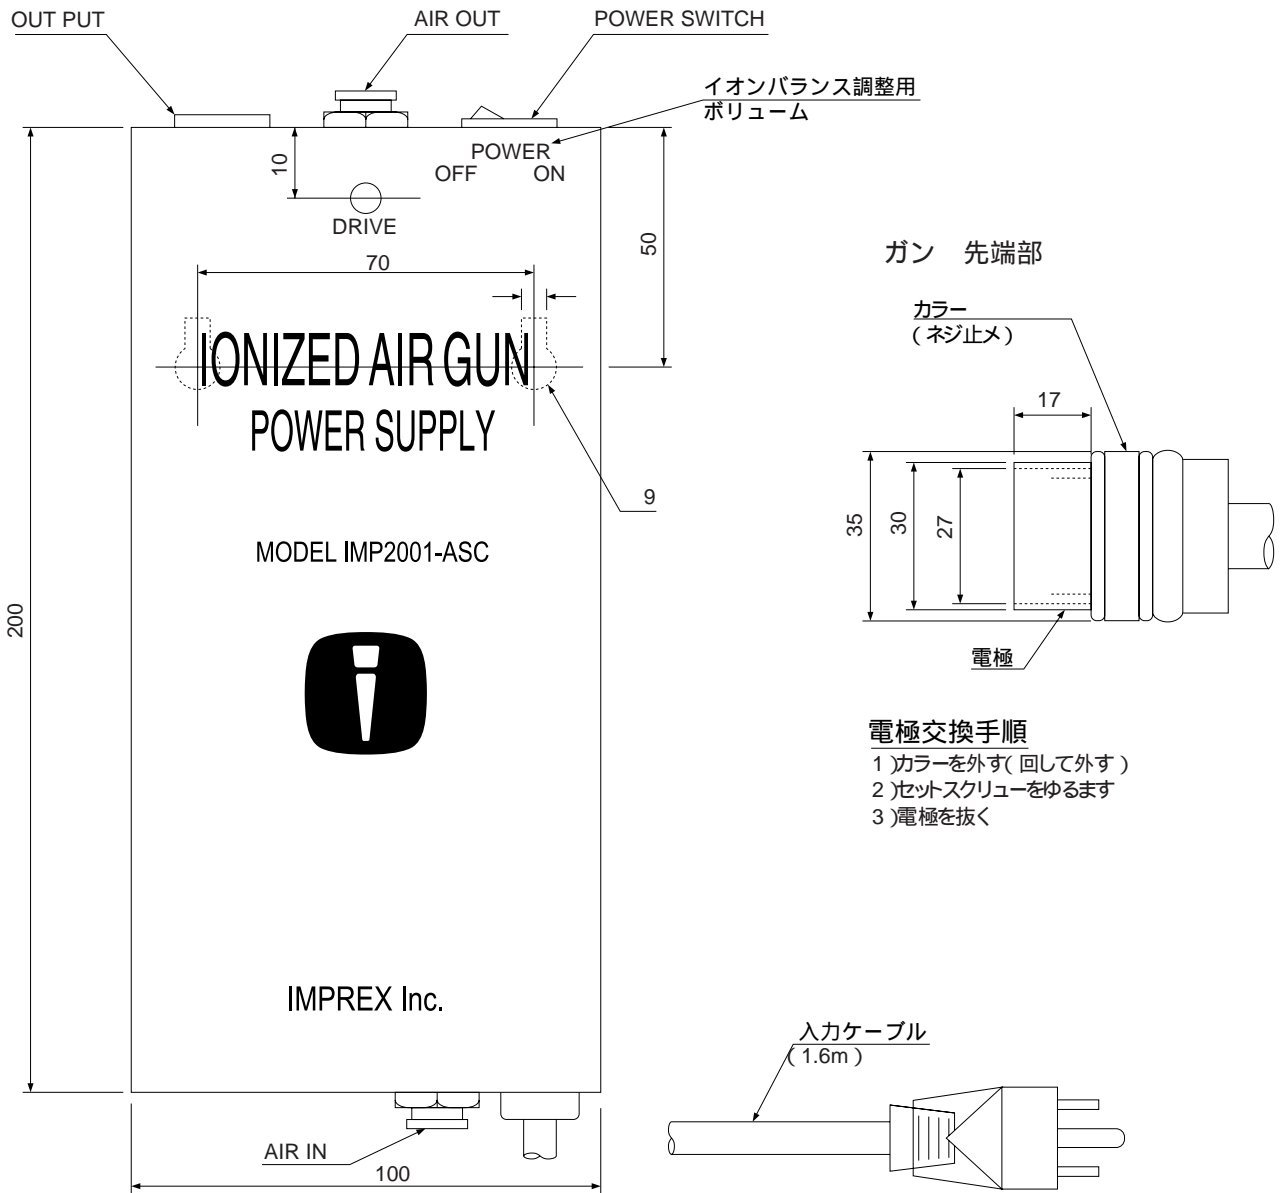 OUT PUT
AIR OUT
POWER SWITCH
イオンバランス調整用
ボリューム
POWER
OFF ON
10
DRIVE
50
70
IONIZED AIR GUN
POWER SUPPLY
9
MODEL IMP2001-ASC
200
IMPREX Inc.
AIR IN
100
ガン 先端部
カラー
(ネジ止メ)
17
35
30
27
電極
電極交換手順
1)カラーを外す(回して外す)
2)セットスクリューをゆるます
3)電極を抜く
入力ケーブル
(1.6m)